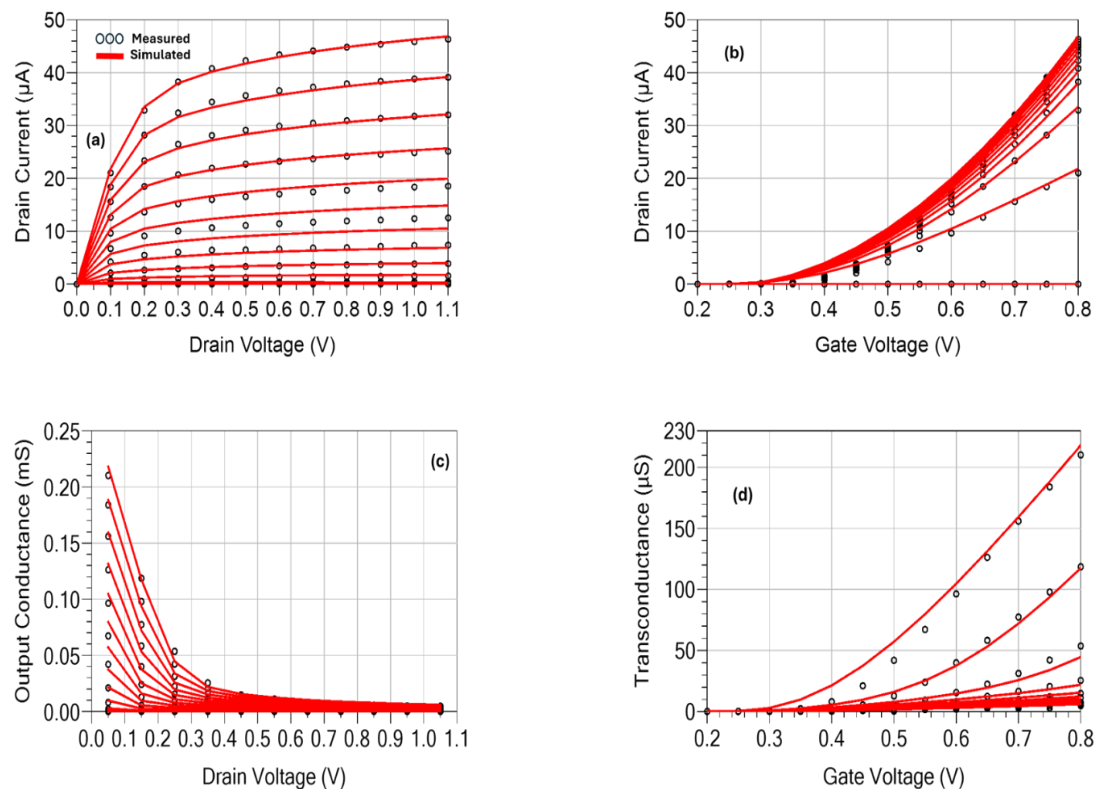 50
40
30
20
10
0
Drain Current (µA)
OOO Measured
Simulated
(a)
0.0 0.1 0.2 0.3 0.4 0.5 0.6 0.7 0.8 0.9 1.0 1.1
Drain Voltage (V)
50
40
30
20
10
0
Drain Current (µA)
(b)
0.2 0.3 0.4 0.5 0.6 0.7 0.8
Gate Voltage (V)
0.25
0.20
0.15
0.10
0.05
0.00
Output Conductance (mS)
(c)
0.0 0.1 0.2 0.3 0.4 0.5 0.6 0.7 0.8 0.9 1.0 1.1
Drain Voltage (V)
230
200
150
100
50
0
Transconductance (µS)
(d)
0.2 0.3 0.4 0.5 0.6 0.7 0.8
Gate Voltage (V)